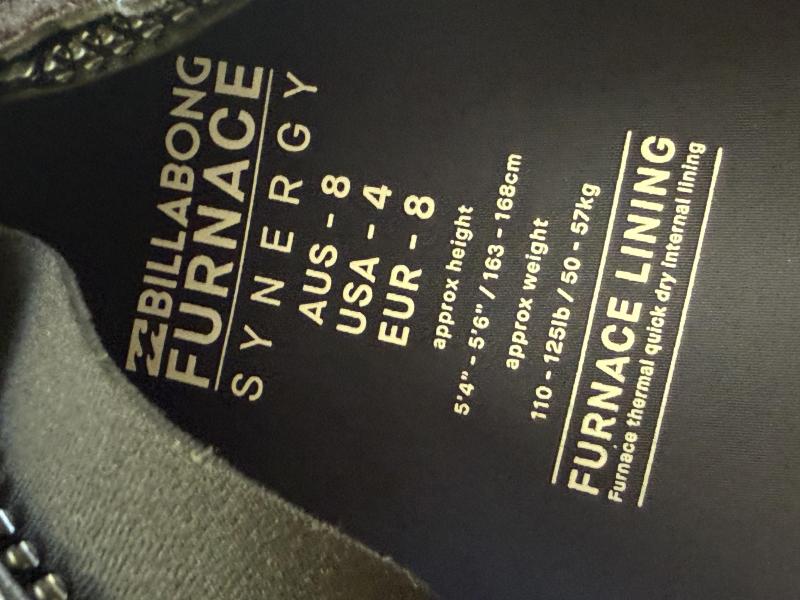 BILLABONG
FURNACE
SYNERGY
AUS - 8
USA - 4
EUR - 8
approx height
5'4" - 5'6" / 163 - 168cm
approx weight
110 - 125lb / 50 - 57kg
FURNACE LINING
Furnace thermal quick dry internal lining